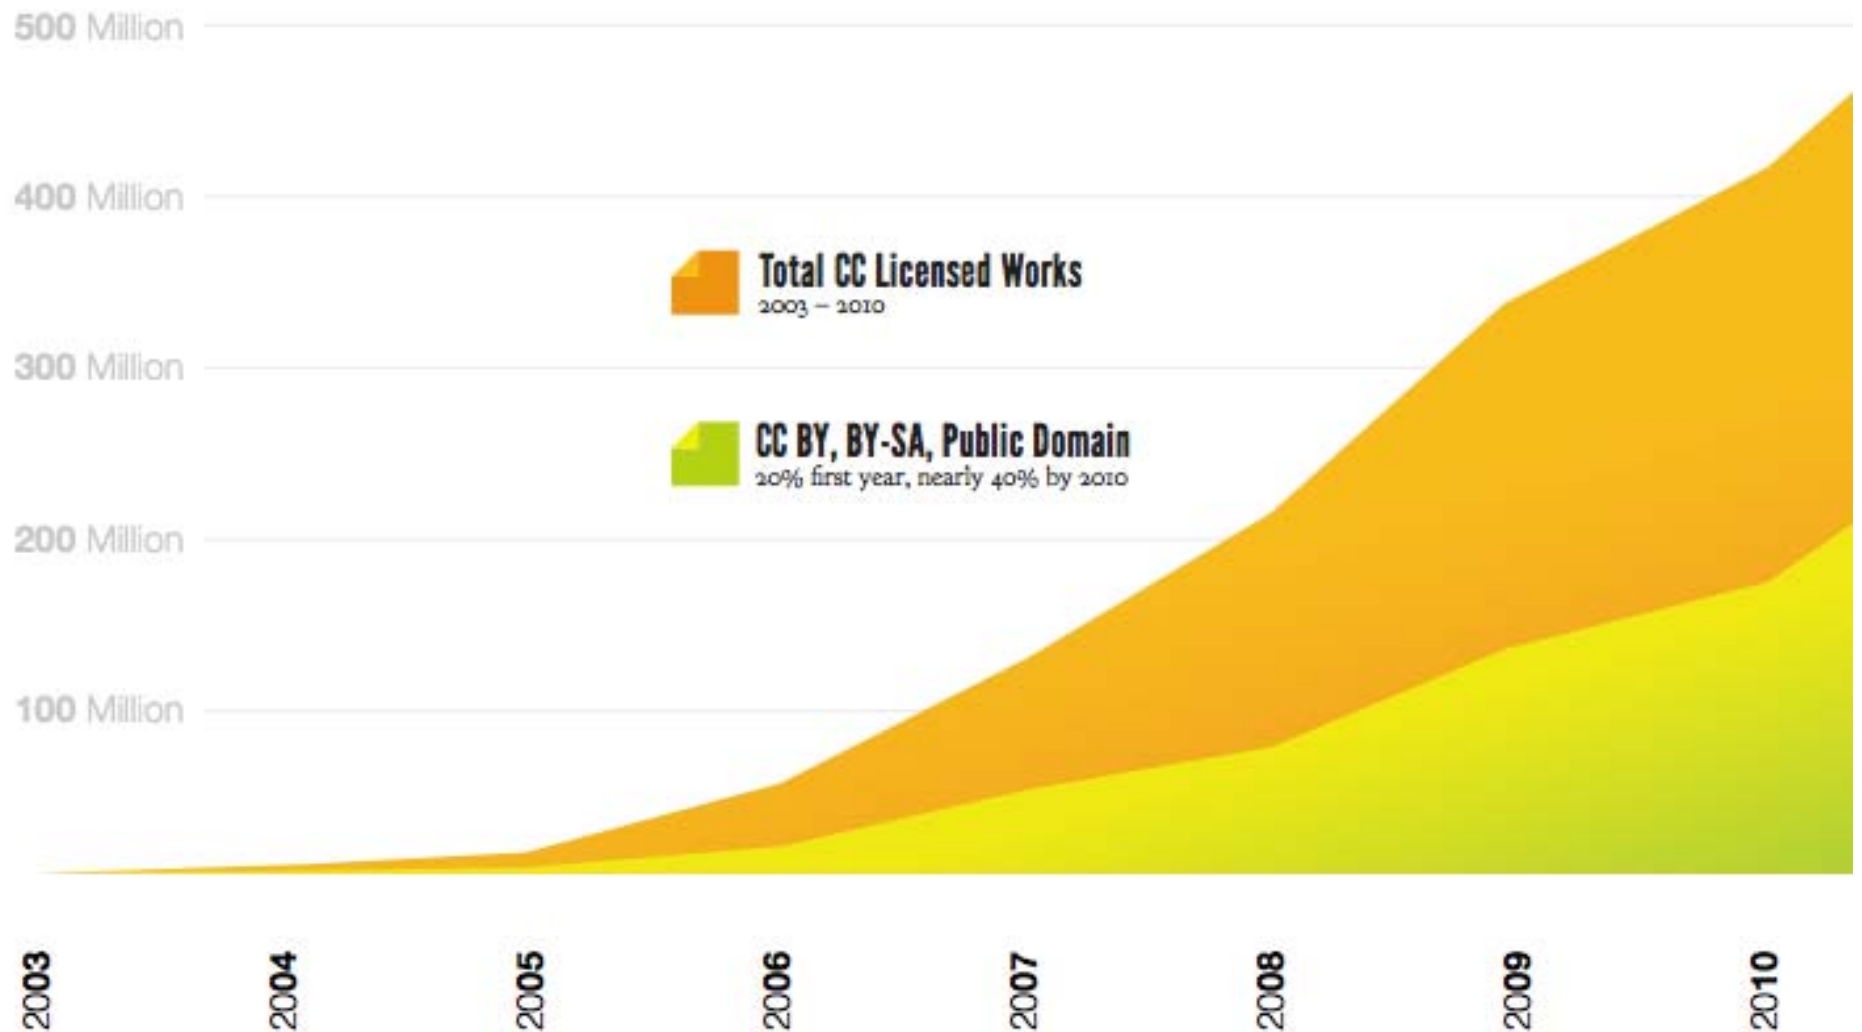 500 Million
400 Million
Total CC Licensed Works
2003 – 2010
300 Million
CC BY, BY-SA, Public Domain
20% first year, nearly 40% by 2010
200 Million
100 Million
2003
2004
2005
2006
2007
2008
2009
2010